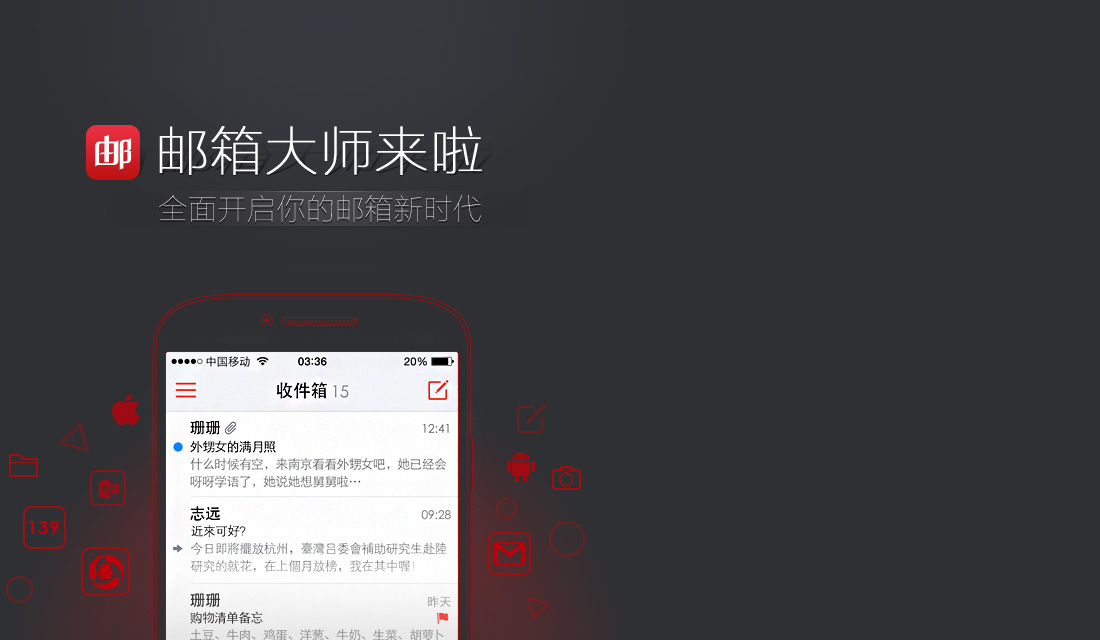 邮 邮箱大师来啦
全面开启你的邮箱新时代
中国移动 03:36 20%
收件箱 15
珊珊 12:41
外甥女的满月照
什么时候有空，来南京看看外甥女吧，她已经会
呀呀学语了，她说她想舅舅啦…
志远 09:28
近來可好?
今日即將擺放杭州，臺灣吕委會補助研究生赴陸
研究的就花，在上個月放榜，我在其中喔!
珊珊 昨天
购物清单备忘
土豆、牛肉、鸡蛋、洋葱、牛奶、生菜、胡萝卜
139